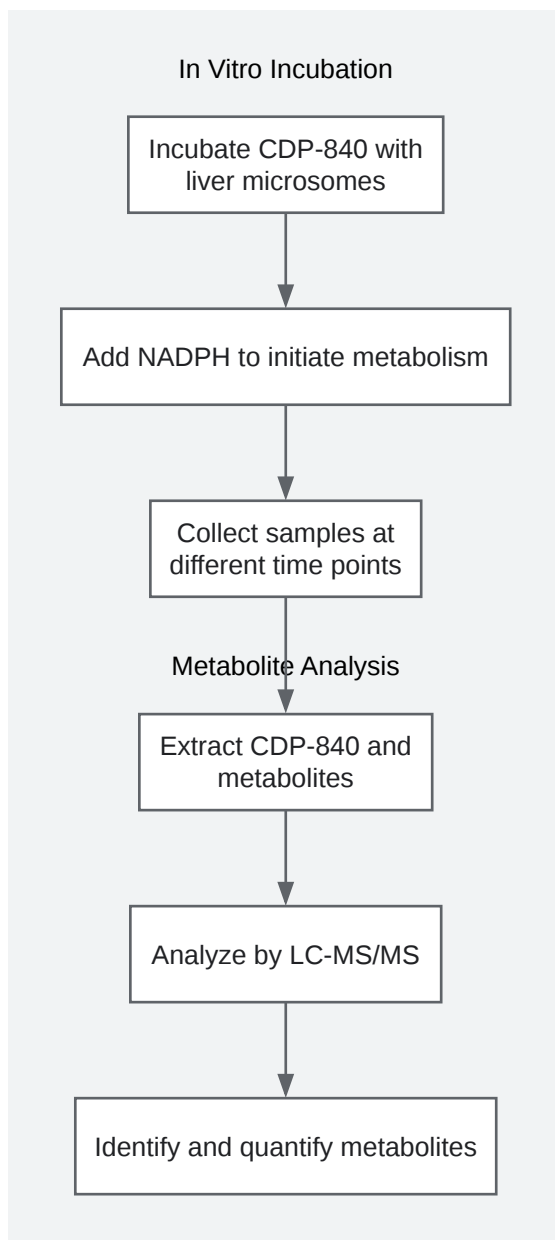 In Vitro Incubation
Incubate CDP-840 with
liver microsomes
Add NADPH to initiate metabolism
Collect samples at
different time points
Metabolite Analysis
Extract CDP-840 and
metabolites
Analyze by LC-MS/MS
Identify and quantify metabolites